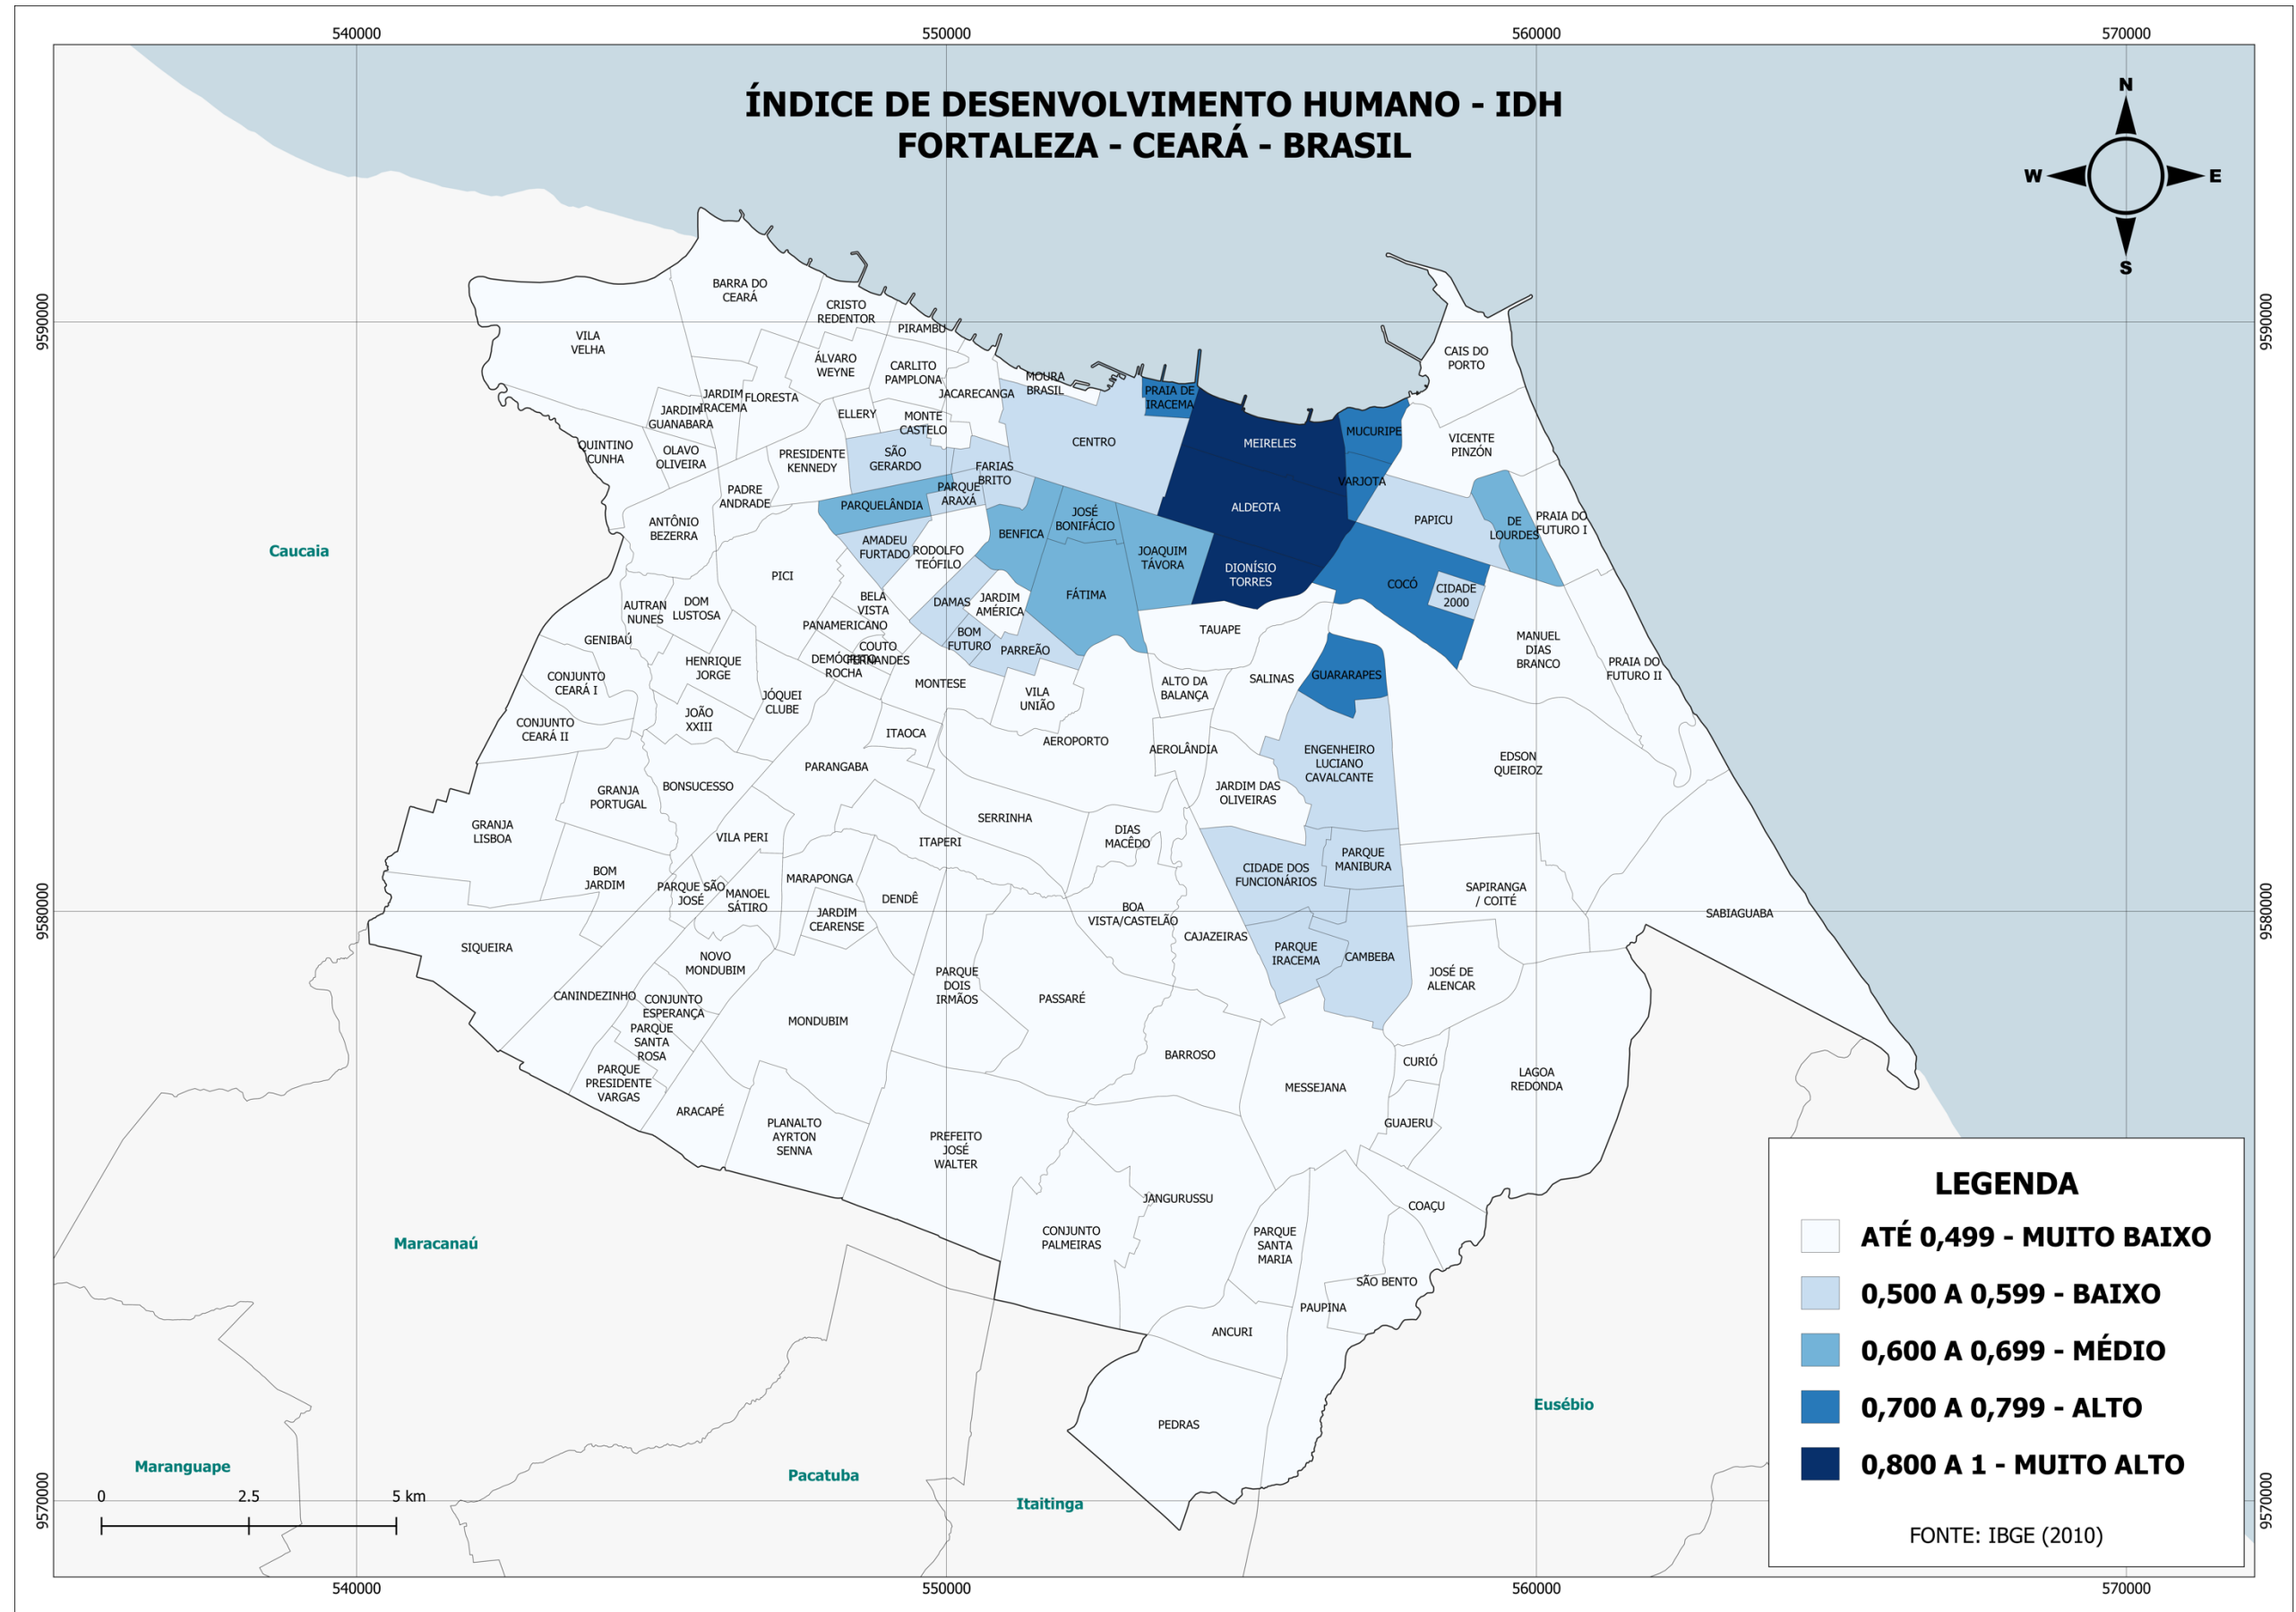 540000
550000
560000
570000
ÍNDICE DE DESENVOLVIMENTO HUMANO - IDH
FORTALEZA - CEARÁ - BRASIL
N
W
E
S
9590000
9590000
BARRA DO
CEARÁ
CRISTO
REDENTOR
PIRAMBU
VILA
VELHA
ÁLVARO
WEYNE
CARLITO
PAMPLONA
CAIS DO
PORTO
MOURA
BRASIL
JACARECANGA
PRAIA DE
IRACEMA
JARDIM
IRACEMA
FLORESTA
JARDIM
GUANABARA
ELLERY
MONTE
CASTELO
MEIRELES
MUCURIPE
VICENTE
PINZÓN
CENTRO
QUINTINO
CUNHA
OLAVO
OLIVEIRA
PRESIDENTE
KENNEDY
SÃO
GERARDO
FARIAS
BRITO
VARJOTA
PADRE
ANDRADE
PARQUE
ARAXÁ
PARQUELÂNDIA
ALDEOTA
JOSÉ
BONIFÁCIO
PAPICU
DE
LOURDES
PRAIA DO
FUTURO I
ANTÔNIO
BEZERRA
BENFICA
AMADEU
FURTADO
RODOLFO
TEÓFILO
JOAQUIM
TÁVORA
Caucaia
PICI
DIONÍSIO
TORRES
COCÓ
CIDADE
2000
FÁTIMA
BELA
VISTA
DAMAS
JARDIM
AMÉRICA
AUTRAN
NUNES
DOM
LUSTOSA
PANAMERICANO
TAUAPE
GENIBAÚ
BOM
FUTURO
PARREÃO
MANUEL
DIAS
BRANCO
COUTO
FERNANDES
DEMÓCRITO
ROCHA
HENRIQUE
JORGE
PRAIA DO
FUTURO II
CONJUNTO
CEARÁ I
MONTESE
VILA
UNIÃO
ALTO DA
BALANÇA
SALINAS
GUARARAPES
JÓQUEI
CLUBE
JOÃO
XXIII
CONJUNTO
CEARÁ II
ITAOCA
AEROPORTO
AEROLÂNDIA
ENGENHEIRO
LUCIANO
CAVALCANTE
EDSON
QUEIROZ
PARANGABA
BONSUCESSO
GRANJA
PORTUGAL
JARDIM DAS
OLIVEIRAS
GRANJA
LISBOA
SERRINHA
VILA PERI
ITAPERI
DIAS
MACÊDO
PARQUE
MANIBURA
CIDADE DOS
FUNCIONÁRIOS
BOM
JARDIM
MARAPONGA
PARQUE SÃO
JOSÉ
MANOEL
SÁTIRO
DENDÊ
SAPIRANGA
/ COITÉ
9580000
9580000
JARDIM
CEARENSE
BOA
VISTA/CASTELÃO
SABIAGUABA
CAJAZEIRAS
SIQUEIRA
PARQUE
IRACEMA
CAMBEBA
NOVO
MONDUBIM
JOSÉ DE
ALENCAR
PARQUE
DOIS
IRMÃOS
CANINDEZINHO
CONJUNTO
ESPERANÇA
PASSARÉ
MONDUBIM
PARQUE
SANTA
ROSA
BARROSO
CURIÓ
PARQUE
PRESIDENTE
VARGAS
MESSEJANA
LAGOA
REDONDA
ARACAPÉ
GUAJERU
PLANALTO
AYRTON
SENNA
PREFEITO
JOSÉ
WALTER
JANGURUSSU
COAÇU
CONJUNTO
PALMEIRAS
PARQUE
SANTA
MARIA
Maracanaú
SÃO BENTO
PAUPINA
ANCURI
PEDRAS
Eusébio
Maranguape
Pacatuba
Itaitinga
LEGENDA
ATÉ 0,499 - MUITO BAIXO
0,500 A 0,599 - BAIXO
0,600 A 0,699 - MÉDIO
0,700 A 0,799 - ALTO
0,800 A 1 - MUITO ALTO
FONTE: IBGE (2010)
0 2.5 5 km
9570000
9570000
540000
550000
560000
570000